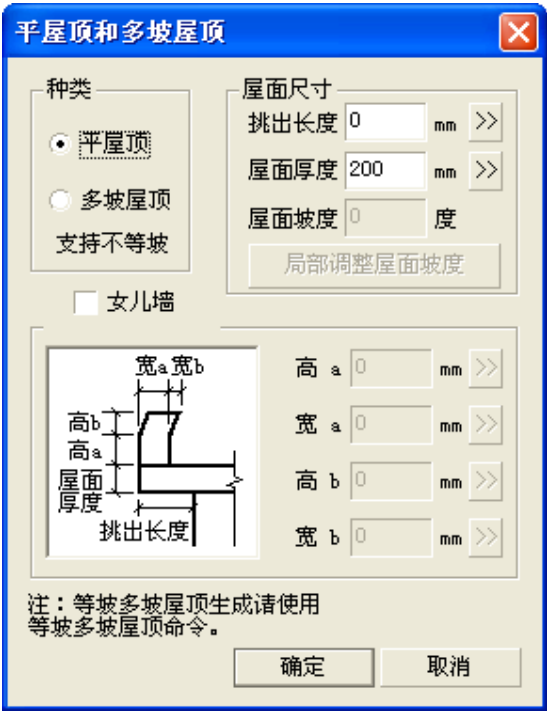 平屋顶和多坡屋顶
种类
平屋顶
多坡屋顶
支持不等坡
屋面尺寸
挑出长度 0 mm >>
屋面厚度 200 mm >>
屋面坡度 0 度
局部调整屋面坡度
女儿墙
宽a宽b
高b
高a
屋面
厚度
挑出长度
高 a 0 mm >>
宽 a 0 mm >>
高 b 0 mm >>
宽 b 0 mm >>
注：等坡多坡屋顶生成请使用
等坡多坡屋顶命令。
确定
取消